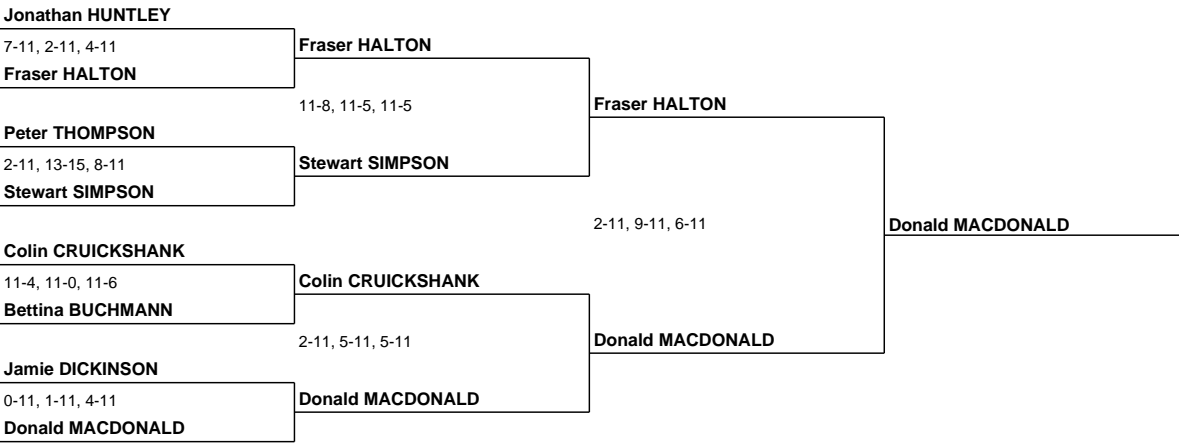 Jonathan HUNTLEY
7-11, 2-11, 4-11
Fraser HALTON
Fraser HALTON
11-8, 11-5, 11-5
Fraser HALTON
Peter THOMPSON
2-11, 13-15, 8-11
Stewart SIMPSON
Stewart SIMPSON
2-11, 9-11, 6-11
Donald MACDONALD
Colin CRUICKSHANK
11-4, 11-0, 11-6
Colin CRUICKSHANK
Bettina BUCHMANN
2-11, 5-11, 5-11
Donald MACDONALD
Jamie DICKINSON
0-11, 1-11, 4-11
Donald MACDONALD
Donald MACDONALD